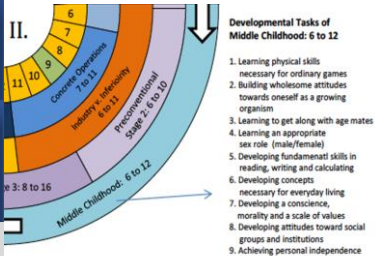 II.
6
7
8
9
10
11
Concrete Operations
7 to 11
Industry v. Inferiority
6 to 11
Preconventional
Stage 2: 6 to 10
e 3: 8 to 16
Middle Childhood: 6 to 12
Developmental Tasks of
Middle Childhood: 6 to 12
1. Learning physical skills
necessary for ordinary games
2. Building wholesome attitudes
towards oneself as a growing
organism
3. Learning to get along with age mates
4. Learning an appropriate
sex role (male/female)
5. Developing fundamenatl skills in
reading, writing and calculating
6. Developing concepts
necessary for everyday living
7. Developing a conscience,
morality and a scale of values
8. Developing attitudes toward social
groups and institutions
9. Achieving personal independence